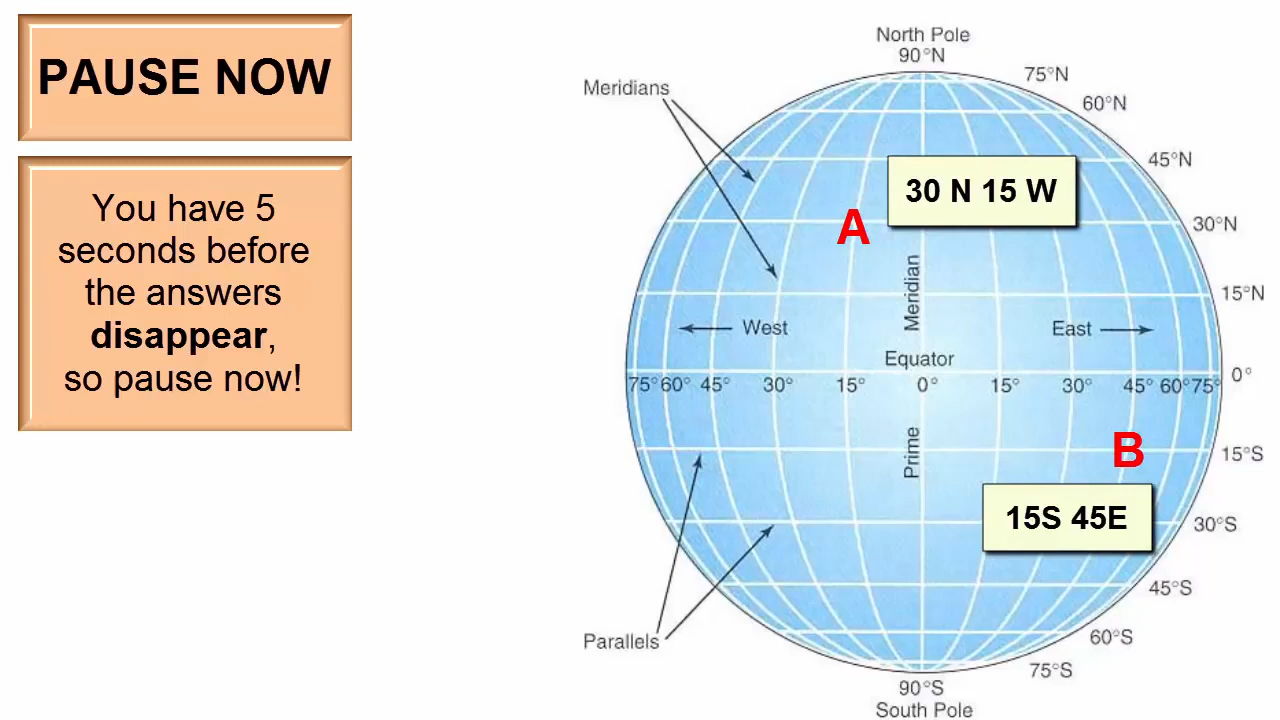 PAUSE NOW
You have 5
seconds before
the answers
disappear,
so pause now!
North Pole
90°N
75°N
60°N
45°N
30°N
15°N
0°
15°S
30°S
45°S
60°S
75°S
90°S
South Pole
Meridians
30 N 15 W
A
Meridian
West
East
Equator
75° 60° 45° 30° 15° 0° 15° 30° 45° 60° 75°
Prime
B
15S 45E
Parallels